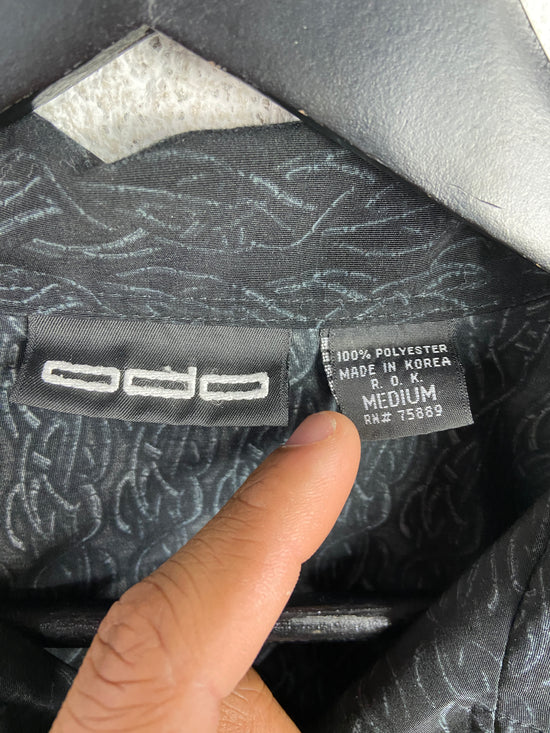 odo
100% POLYESTER
MADE IN KOREA
R. O. K.
MEDIUM
RN# 75889